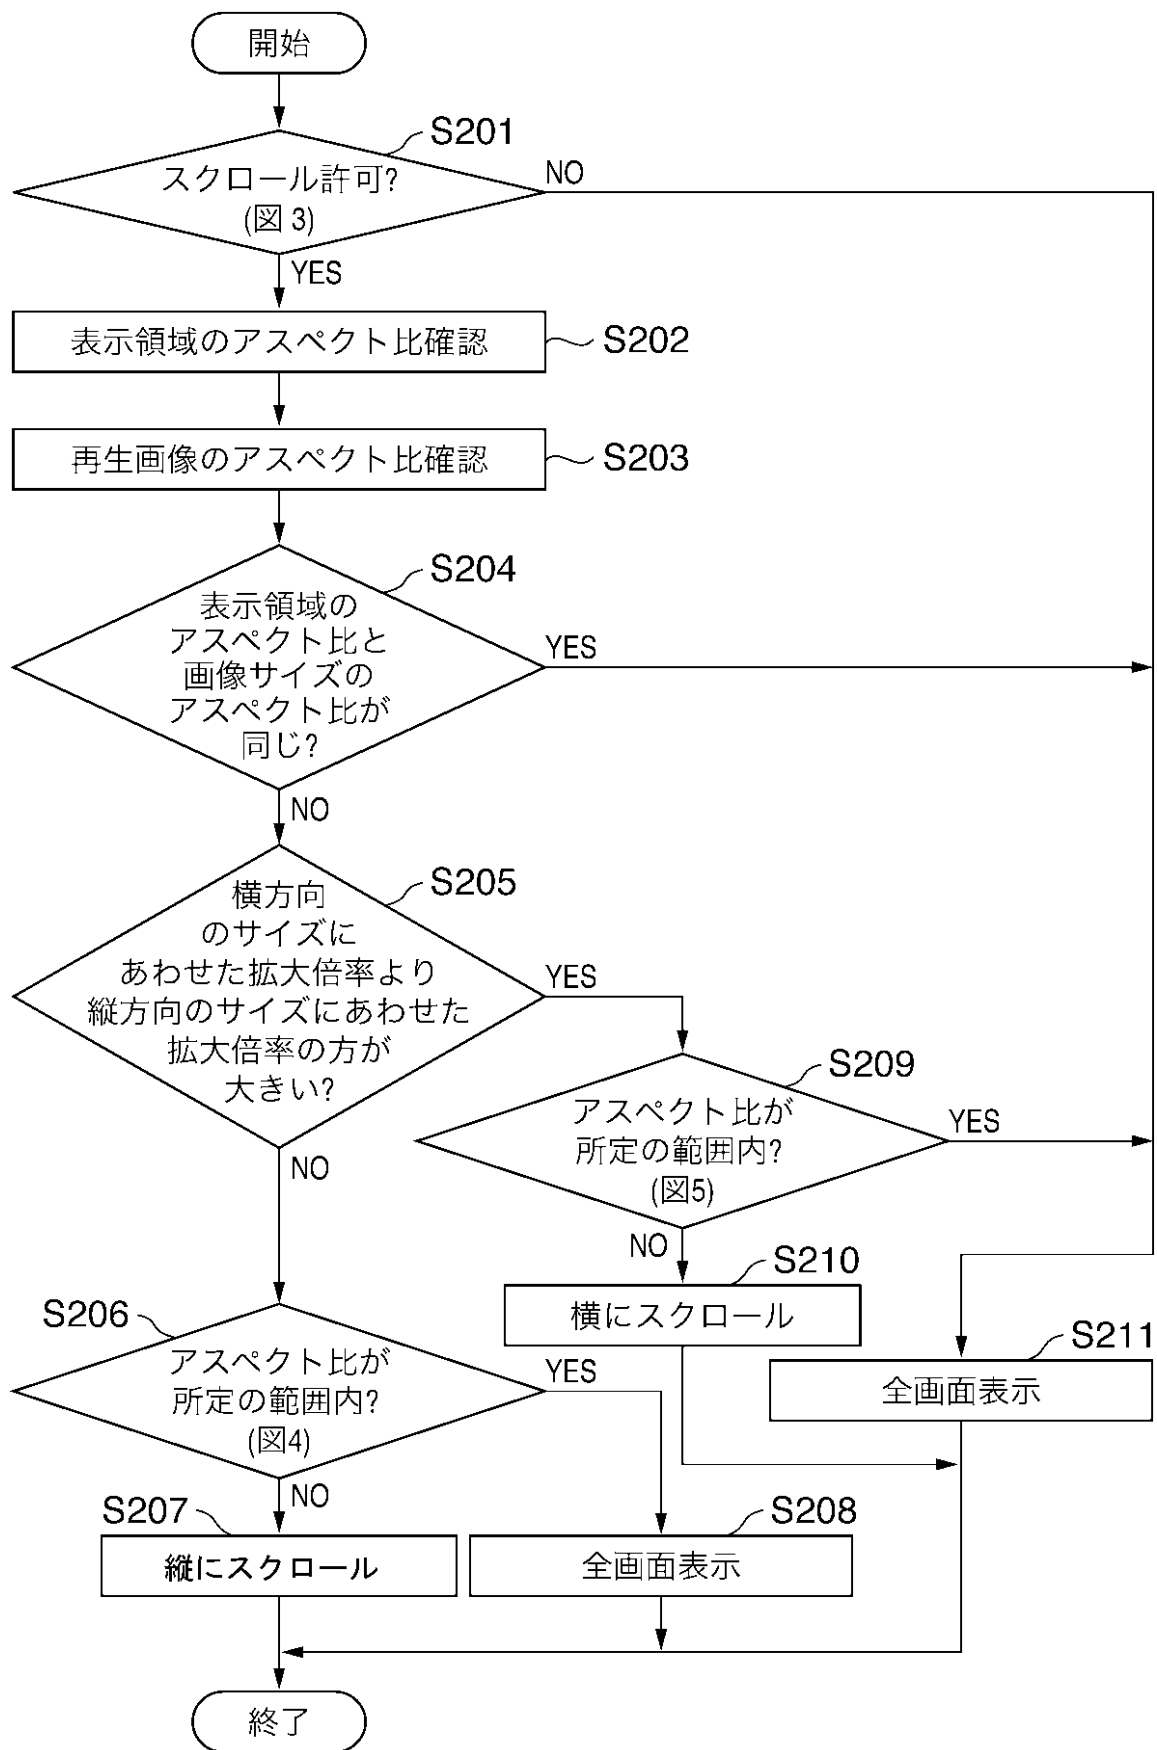 開始
S201
スクロール許可?
(図3)
NO
YES
表示領域のアスペクト比確認
S202
再生画像のアスペクト比確認
S203
S204
表示領域の
アスペクト比と
画像サイズの
アスペクト比が
同じ?
YES
NO
S205
横方向
のサイズに
あわせた拡大倍率より
縦方向のサイズにあわせた
拡大倍率の方が
大きい?
YES
NO
S209
アスペクト比が
所定の範囲内?
(図5)
YES
NO
S210
横にスクロール
S206
アスペクト比が
所定の範囲内?
(図4)
YES
NO
S211
全画面表示
S207
縦にスクロール
S208
全画面表示
終了